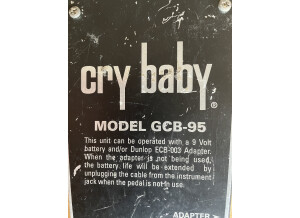 cry baby®
MODEL GCB-95
This unit can be operated with a 9 Volt
battery and/or Dunlop ECB-003 Adapter.
When the adapter is not being used,
the battery life will be extended by
unplugging the cable from the instrument
jack when the pedal is not in use.
ADAPTER